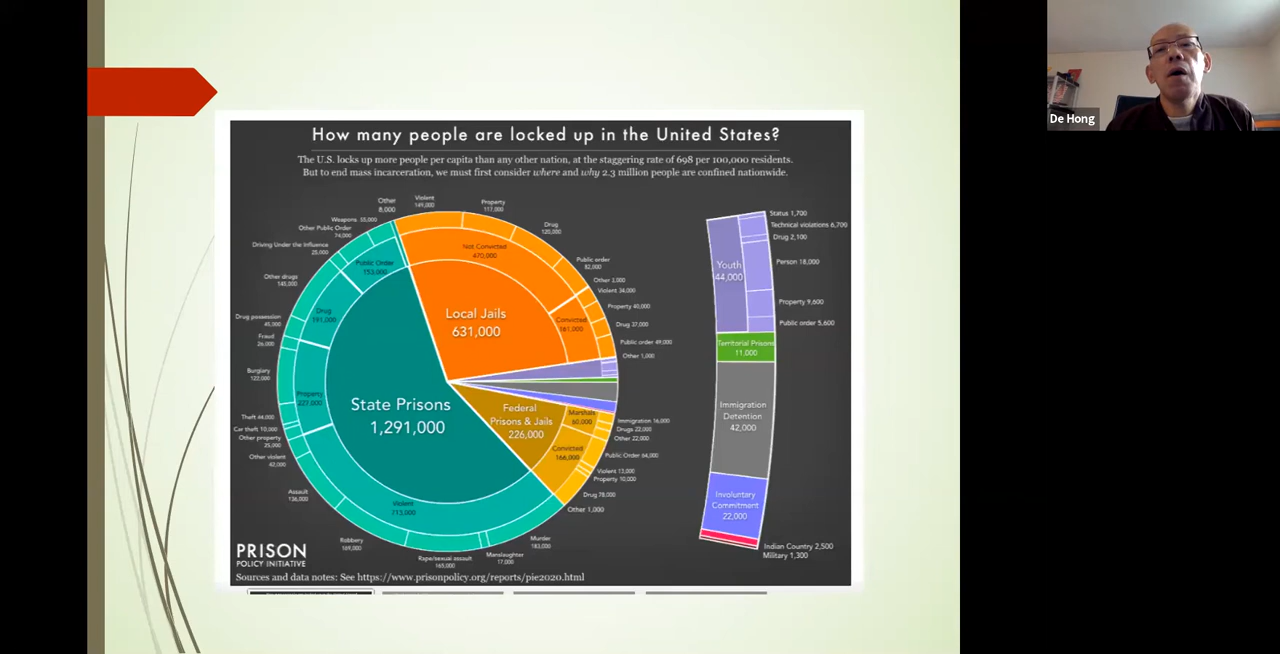 How many people are locked up in the United States?
The U.S. locks up more people per capita than any other nation, at the staggering rate of 698 per 100,000 residents.
But to end mass incarceration, we must first consider where and why 2.3 million people are confined nationwide.
De Hong
Other
8,000
Violent
149,000
Property
117,000
Drug
120,000
Public order
82,000
Other 3,000
Violent 34,000
Property 40,000
Drug 37,000
Public order 49,000
Other 1,000
Not Convicted
470,000
Convicted
161,000
Local Jails
631,000
Weapons 53,000
Other Public Order
74,000
Driving Under the Influence
25,000
Public Order
153,000
Other drugs
Drug possession
45,000
Drug
191,000
Fraud
26,000
Burglary
122,000
Theft 44,000
Car theft 10,000
Other property
25,000
Property
227,000
Other violent
42,000
Assault
136,000
Robbery
169,000
Rape/sexual assault
165,000
Manslaughter
17,000
Murder
183,000
Violent
713,000
State Prisons
1,291,000
Federal
Prisons & Jails
226,000
Marshals
60,000
Convicted
166,000
Immigration 16,000
Drugs 22,000
Other 22,000
Public Order 64,000
Violent 13,000
Property 10,000
Drug 78,000
Other 1,000
Youth
44,000
Status 1,700
Technical violations 6,700
Drug 2,100
Person 18,000
Property 9,600
Public order 5,600
Territorial Prisons
11,000
Immigration
Detention
42,000
Involuntary
Commitment
22,000
Indian Country 2,500
Military 1,300
PRISON
POLICY INITIATIVE
Sources and data notes: See https://www.prisonpolicy.org/reports/pie2020.html